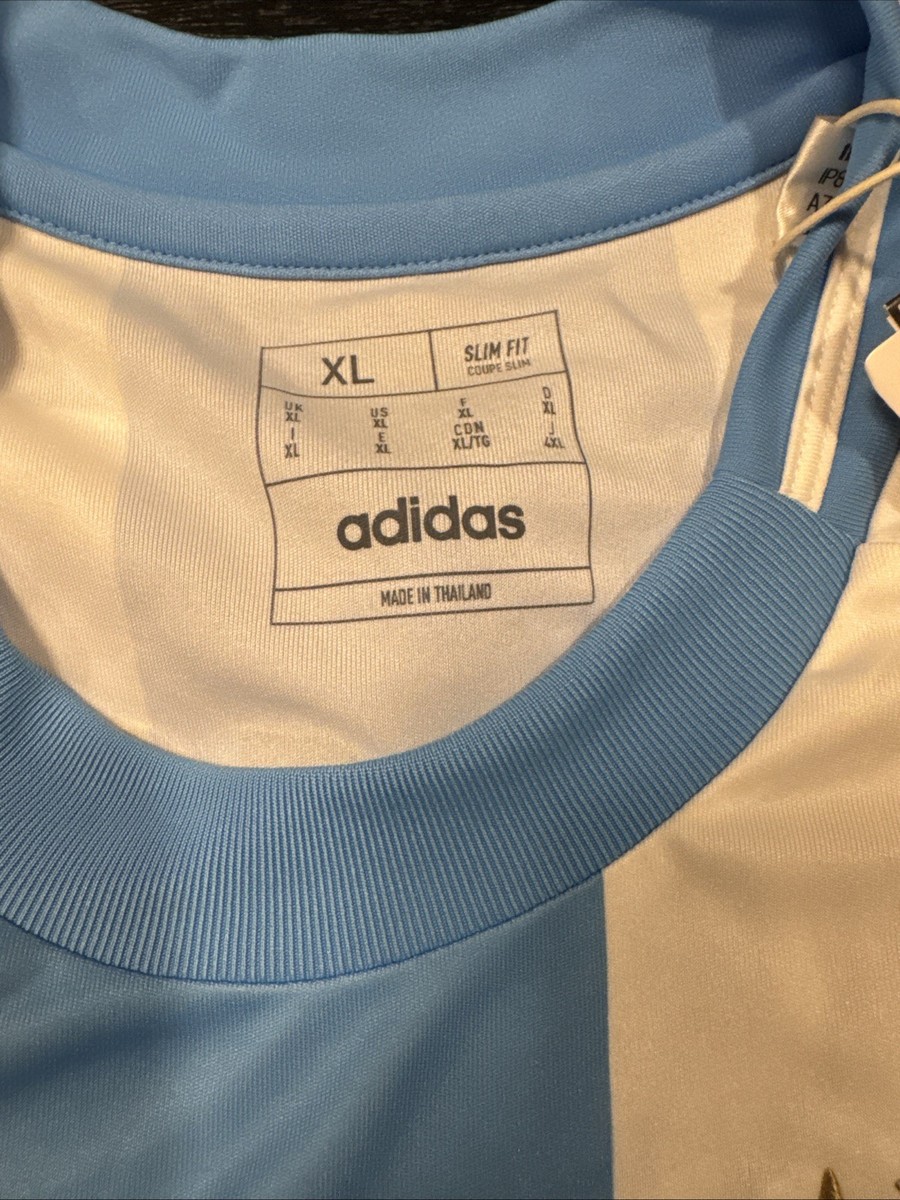 XL
SLIM FIT
COUPE SLIM
UK US F D
XL XL XL XL
I E CDN J
XL XL XL/TG 4XL
adidas
MADE IN THAILAND